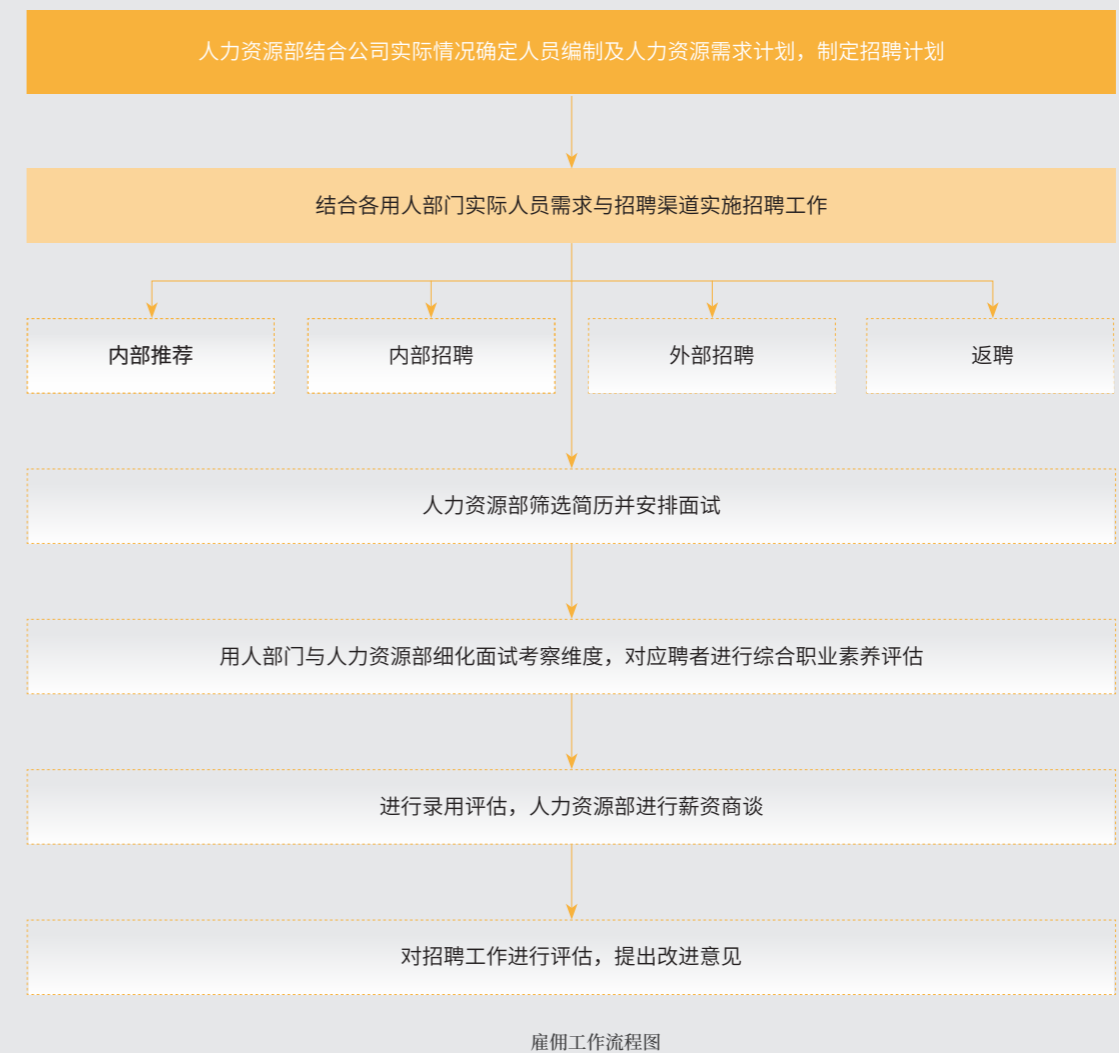 人力资源部结合公司实际情况确定人员编制及人力资源需求计划，制定招聘计划
结合各用人部门实际人员需求与招聘渠道实施招聘工作
内部推荐
内部招聘
外部招聘
返聘
人力资源部筛选简历并安排面试
用人部门与人力资源部细化面试考察维度，对应聘者进行综合职业素养评估
进行录用评估，人力资源部进行薪资商谈
对招聘工作进行评估，提出改进意见
雇佣工作流程图